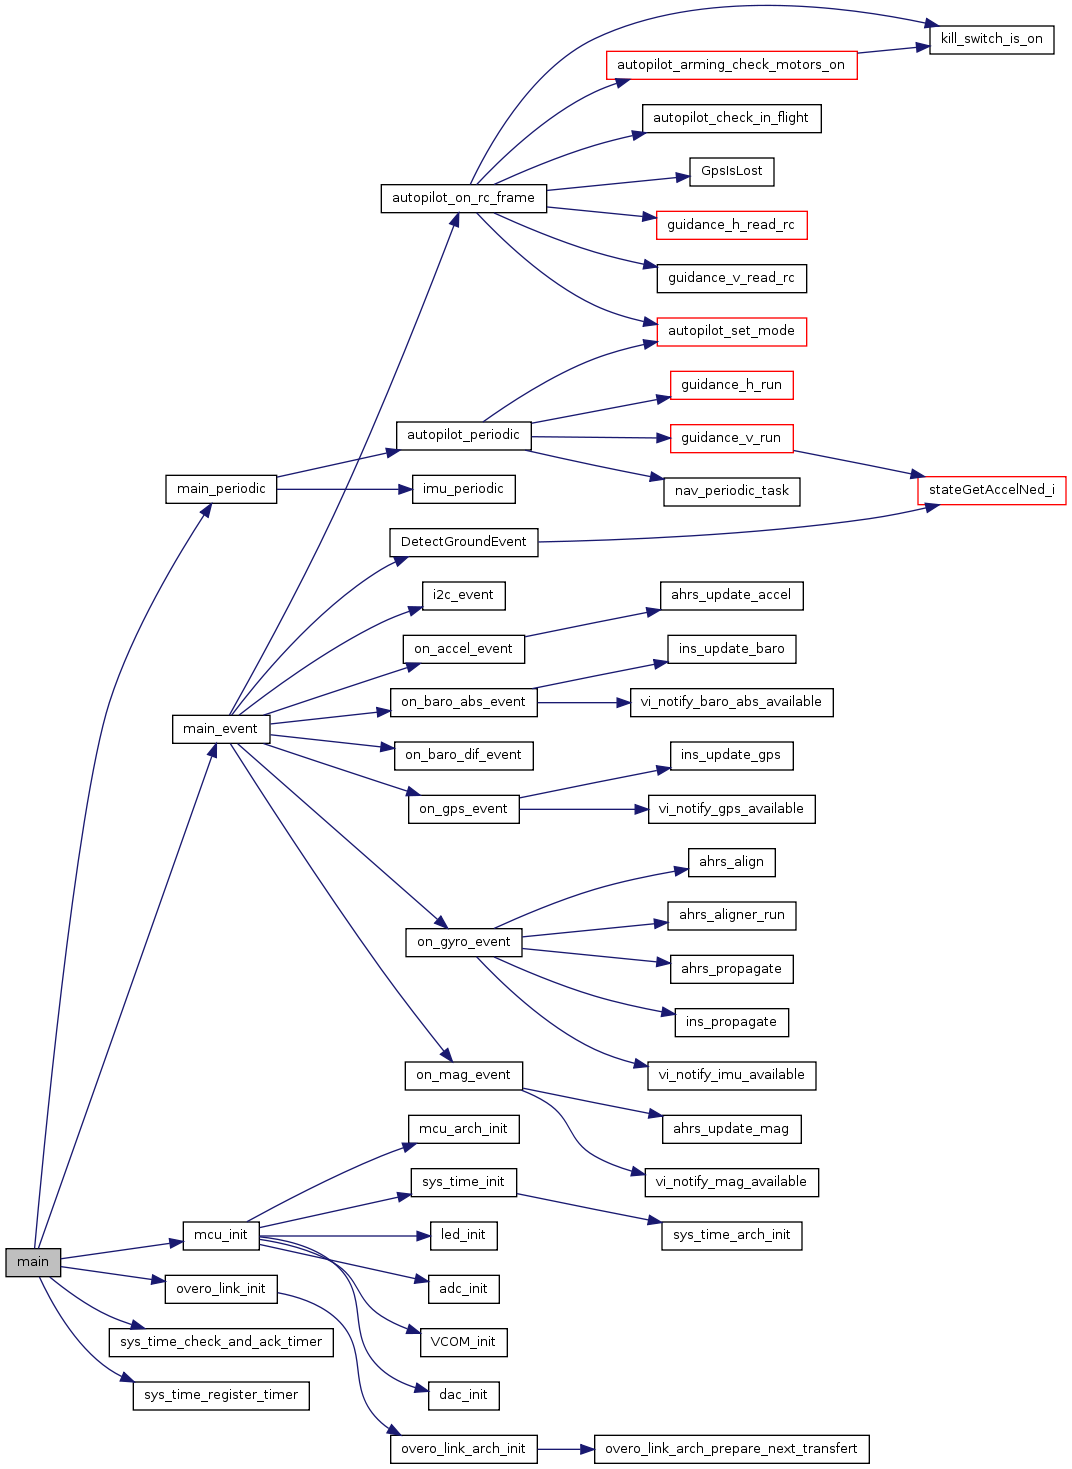 kill_switch_is_on
autopilot_arming_check_motors_on
autopilot_check_in_flight
GpsIsLost
autopilot_on_rc_frame
guidance_h_read_rc
guidance_v_read_rc
autopilot_set_mode
guidance_h_run
autopilot_periodic
guidance_v_run
main_periodic
imu_periodic
nav_periodic_task
stateGetAccelNed_i
DetectGroundEvent
i2c_event
ahrs_update_accel
on_accel_event
ins_update_baro
on_baro_abs_event
vi_notify_baro_abs_available
main_event
on_baro_dif_event
ins_update_gps
on_gps_event
vi_notify_gps_available
ahrs_align
ahrs_aligner_run
on_gyro_event
ahrs_propagate
ins_propagate
on_mag_event
vi_notify_imu_available
mcu_arch_init
ahrs_update_mag
sys_time_init
vi_notify_mag_available
mcu_init
led_init
sys_time_arch_init
main
overo_link_init
adc_init
sys_time_check_and_ack_timer
VCOM_init
sys_time_register_timer
dac_init
overo_link_arch_init
overo_link_arch_prepare_next_transfert